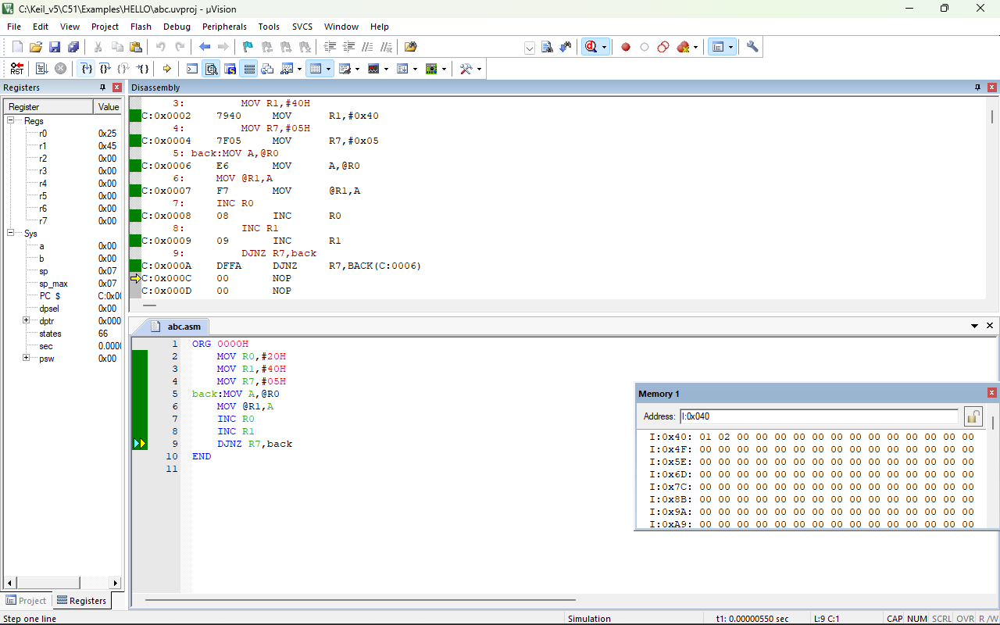 C:\Keil_v5\C51\Examples\HELLO\abc.uvproj - µVision
File Edit View Project Flash Debug Peripherals Tools SVCS Window Help
RST
Registers
Register Value
Regs
r0 0x25
r1 0x45
r2 0x00
r3 0x00
r4 0x00
r5 0x00
r6 0x00
r7 0x00
Sys
a 0x00
b 0x00
sp 0x07
sp_max 0x07
PC $ C:0x00
dpsel 0x00
dptr 0x000
states 66
sec 0.0000
psw 0x00
Project Registers
Disassembly
3: MOV R1,#40H
C:0x0002 7940 MOV R1,#0x40
4: MOV R7,#05H
C:0x0004 7F05 MOV R7,#0x05
5: back:MOV A,@R0
C:0x0006 E6 MOV A,@R0
6: MOV @R1,A
C:0x0007 F7 MOV @R1,A
7: INC R0
C:0x0008 08 INC R0
8: INC R1
C:0x0009 09 INC R1
9: DJNZ R7,back
C:0x000A DFFA DJNZ R7,BACK(C:0006)
C:0x000C 00 NOP
C:0x000D 00 NOP
abc.asm
1 ORG 0000H
2 MOV R0,#20H
3 MOV R1,#40H
4 MOV R7,#05H
5 back:MOV A,@R0
6 MOV @R1,A
7 INC R0
8 INC R1
9 DJNZ R7,back
10 END
11
Memory 1
Address: I:0x040
I:0x40: 01 02 00 00 00 00 00 00 00 00 00 00 00 00 00
I:0x4F: 00 00 00 00 00 00 00 00 00 00 00 00 00 00 00
I:0x5E: 00 00 00 00 00 00 00 00 00 00 00 00 00 00 00
I:0x6D: 00 00 00 00 00 00 00 00 00 00 00 00 00 00 00
I:0x7C: 00 00 00 00 00 00 00 00 00 00 00 00 00 00 00
I:0x8B: 00 00 00 00 00 00 00 00 00 00 00 00 00 00 00
I:0x9A: 00 00 00 00 00 00 00 00 00 00 00 00 00 00 00
I:0xA9: 00 00 00 00 00 00 00 00 00 00 00 00 00 00 00
Step one line Simulation t1: 0.00000550 sec L:9 C:1 CAP NUM SCRL OVR R /W